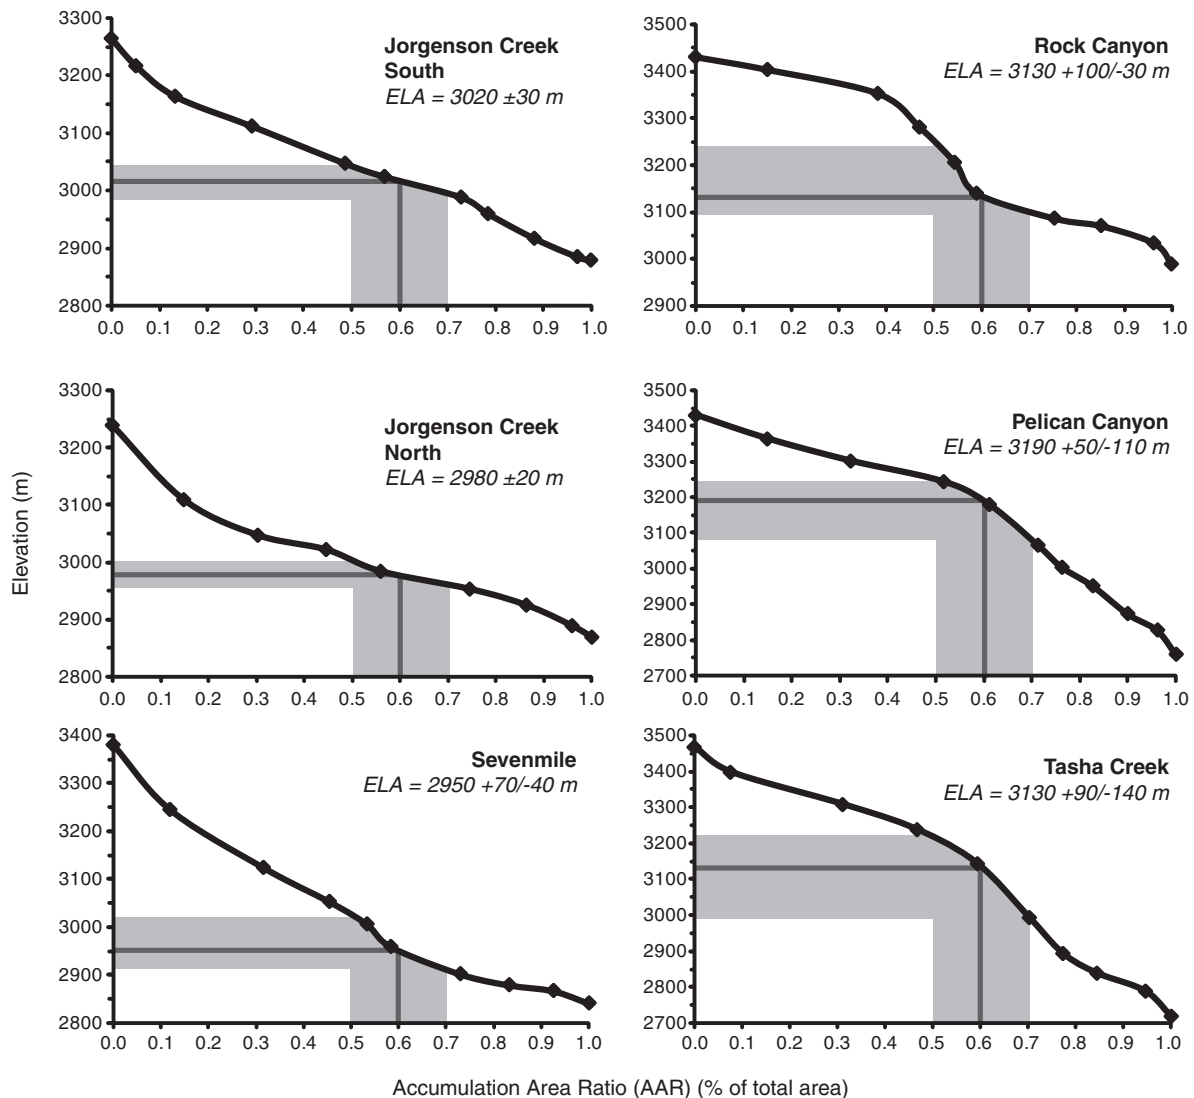 Jorgenson Creek
South
ELA = 3020 ±30 m
3300
3200
3100
3000
2900
2800
0.0 0.1 0.2 0.3 0.4 0.5 0.6 0.7 0.8 0.9 1.0
Rock Canyon
ELA = 3130 +100/-30 m
3500
3400
3300
3200
3100
3000
2900
0.0 0.1 0.2 0.3 0.4 0.5 0.6 0.7 0.8 0.9 1.0
Elevation (m)
Jorgenson Creek
North
ELA = 2980 ±20 m
3300
3200
3100
3000
2900
2800
0.0 0.1 0.2 0.3 0.4 0.5 0.6 0.7 0.8 0.9 1.0
Pelican Canyon
ELA = 3190 +50/-110 m
3500
3400
3300
3200
3100
3000
2900
2800
2700
0.0 0.1 0.2 0.3 0.4 0.5 0.6 0.7 0.8 0.9 1.0
Sevenmile
ELA = 2950 +70/-40 m
3400
3300
3200
3100
3000
2900
2800
0.0 0.1 0.2 0.3 0.4 0.5 0.6 0.7 0.8 0.9 1.0
Tasha Creek
ELA = 3130 +90/-140 m
3500
3400
3300
3200
3100
3000
2900
2800
2700
0.0 0.1 0.2 0.3 0.4 0.5 0.6 0.7 0.8 0.9 1.0
Accumulation Area Ratio (AAR) (% of total area)